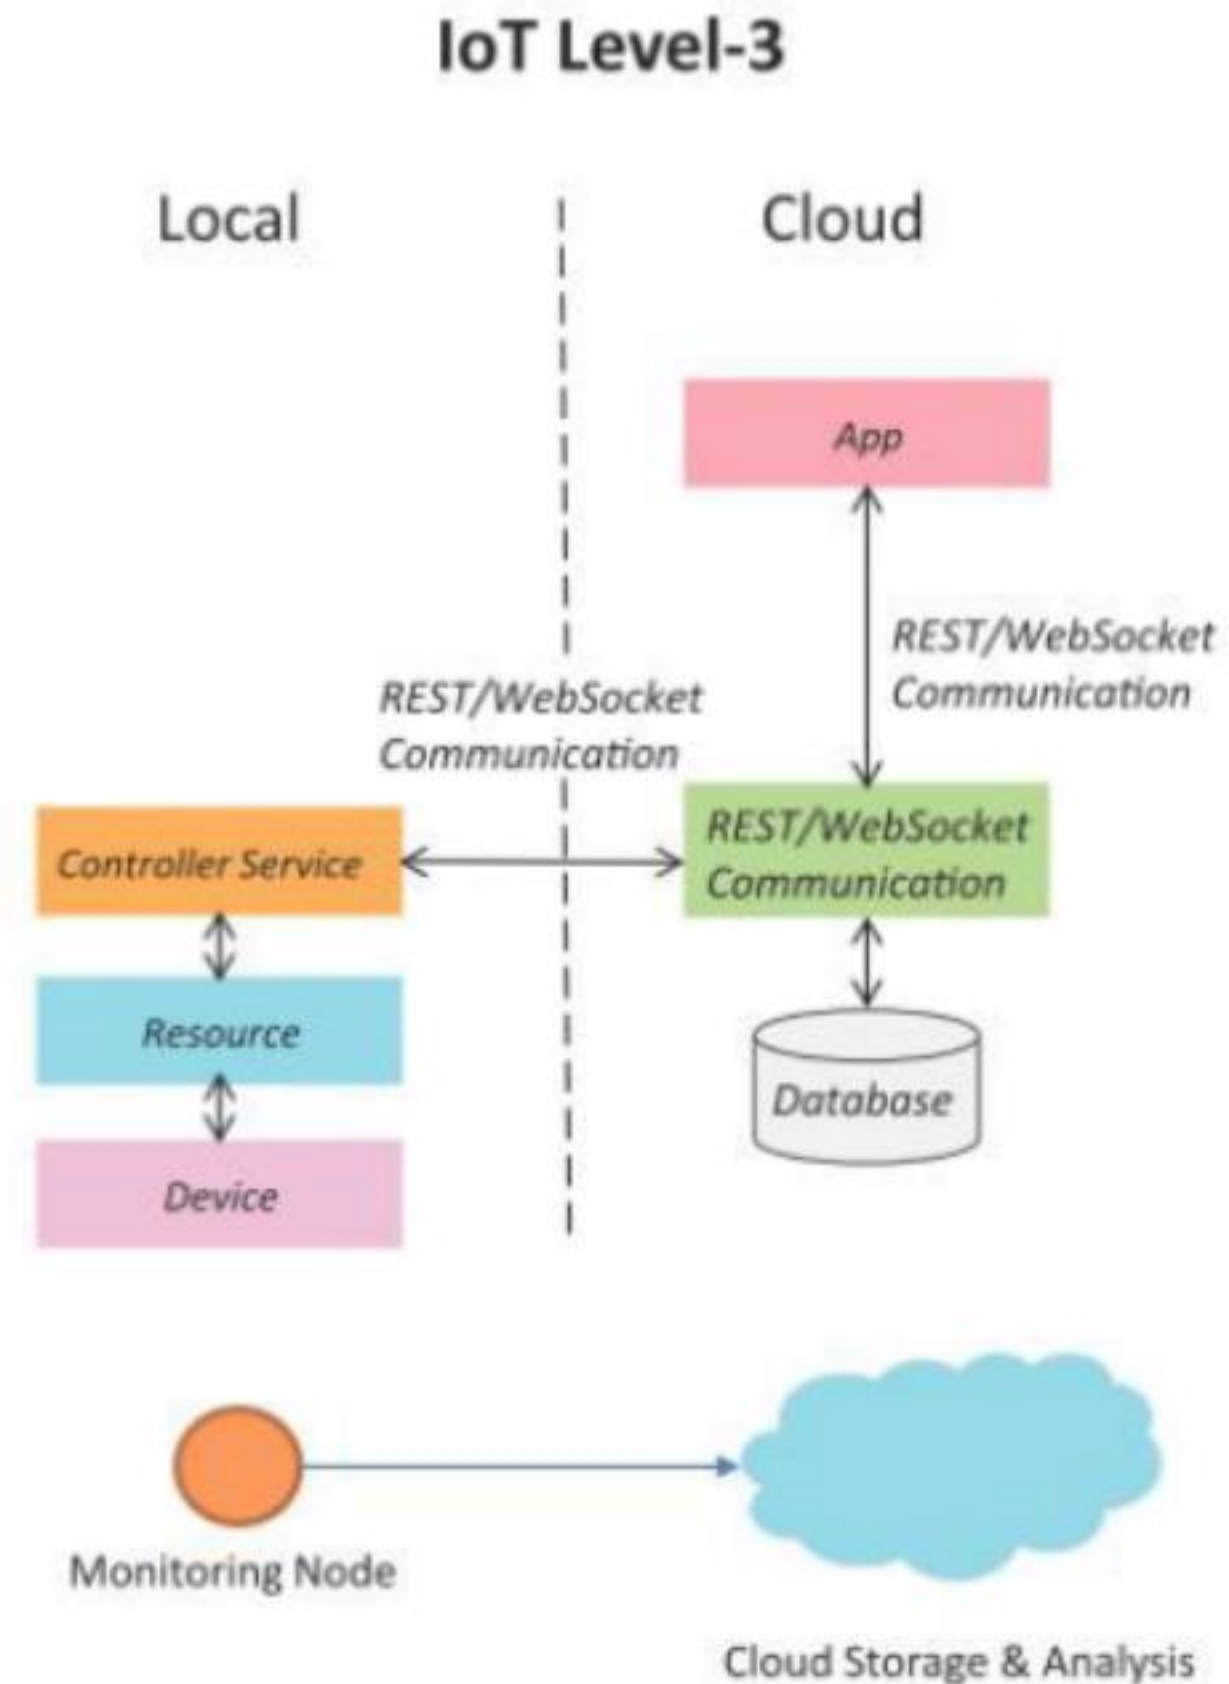 IoT Level-3
Local
Cloud
App
REST/WebSocket
Communication
REST/WebSocket
Communication
Controller Service
REST/WebSocket
Communication
Resource
Database
Device
Monitoring Node
Cloud Storage & Analysis